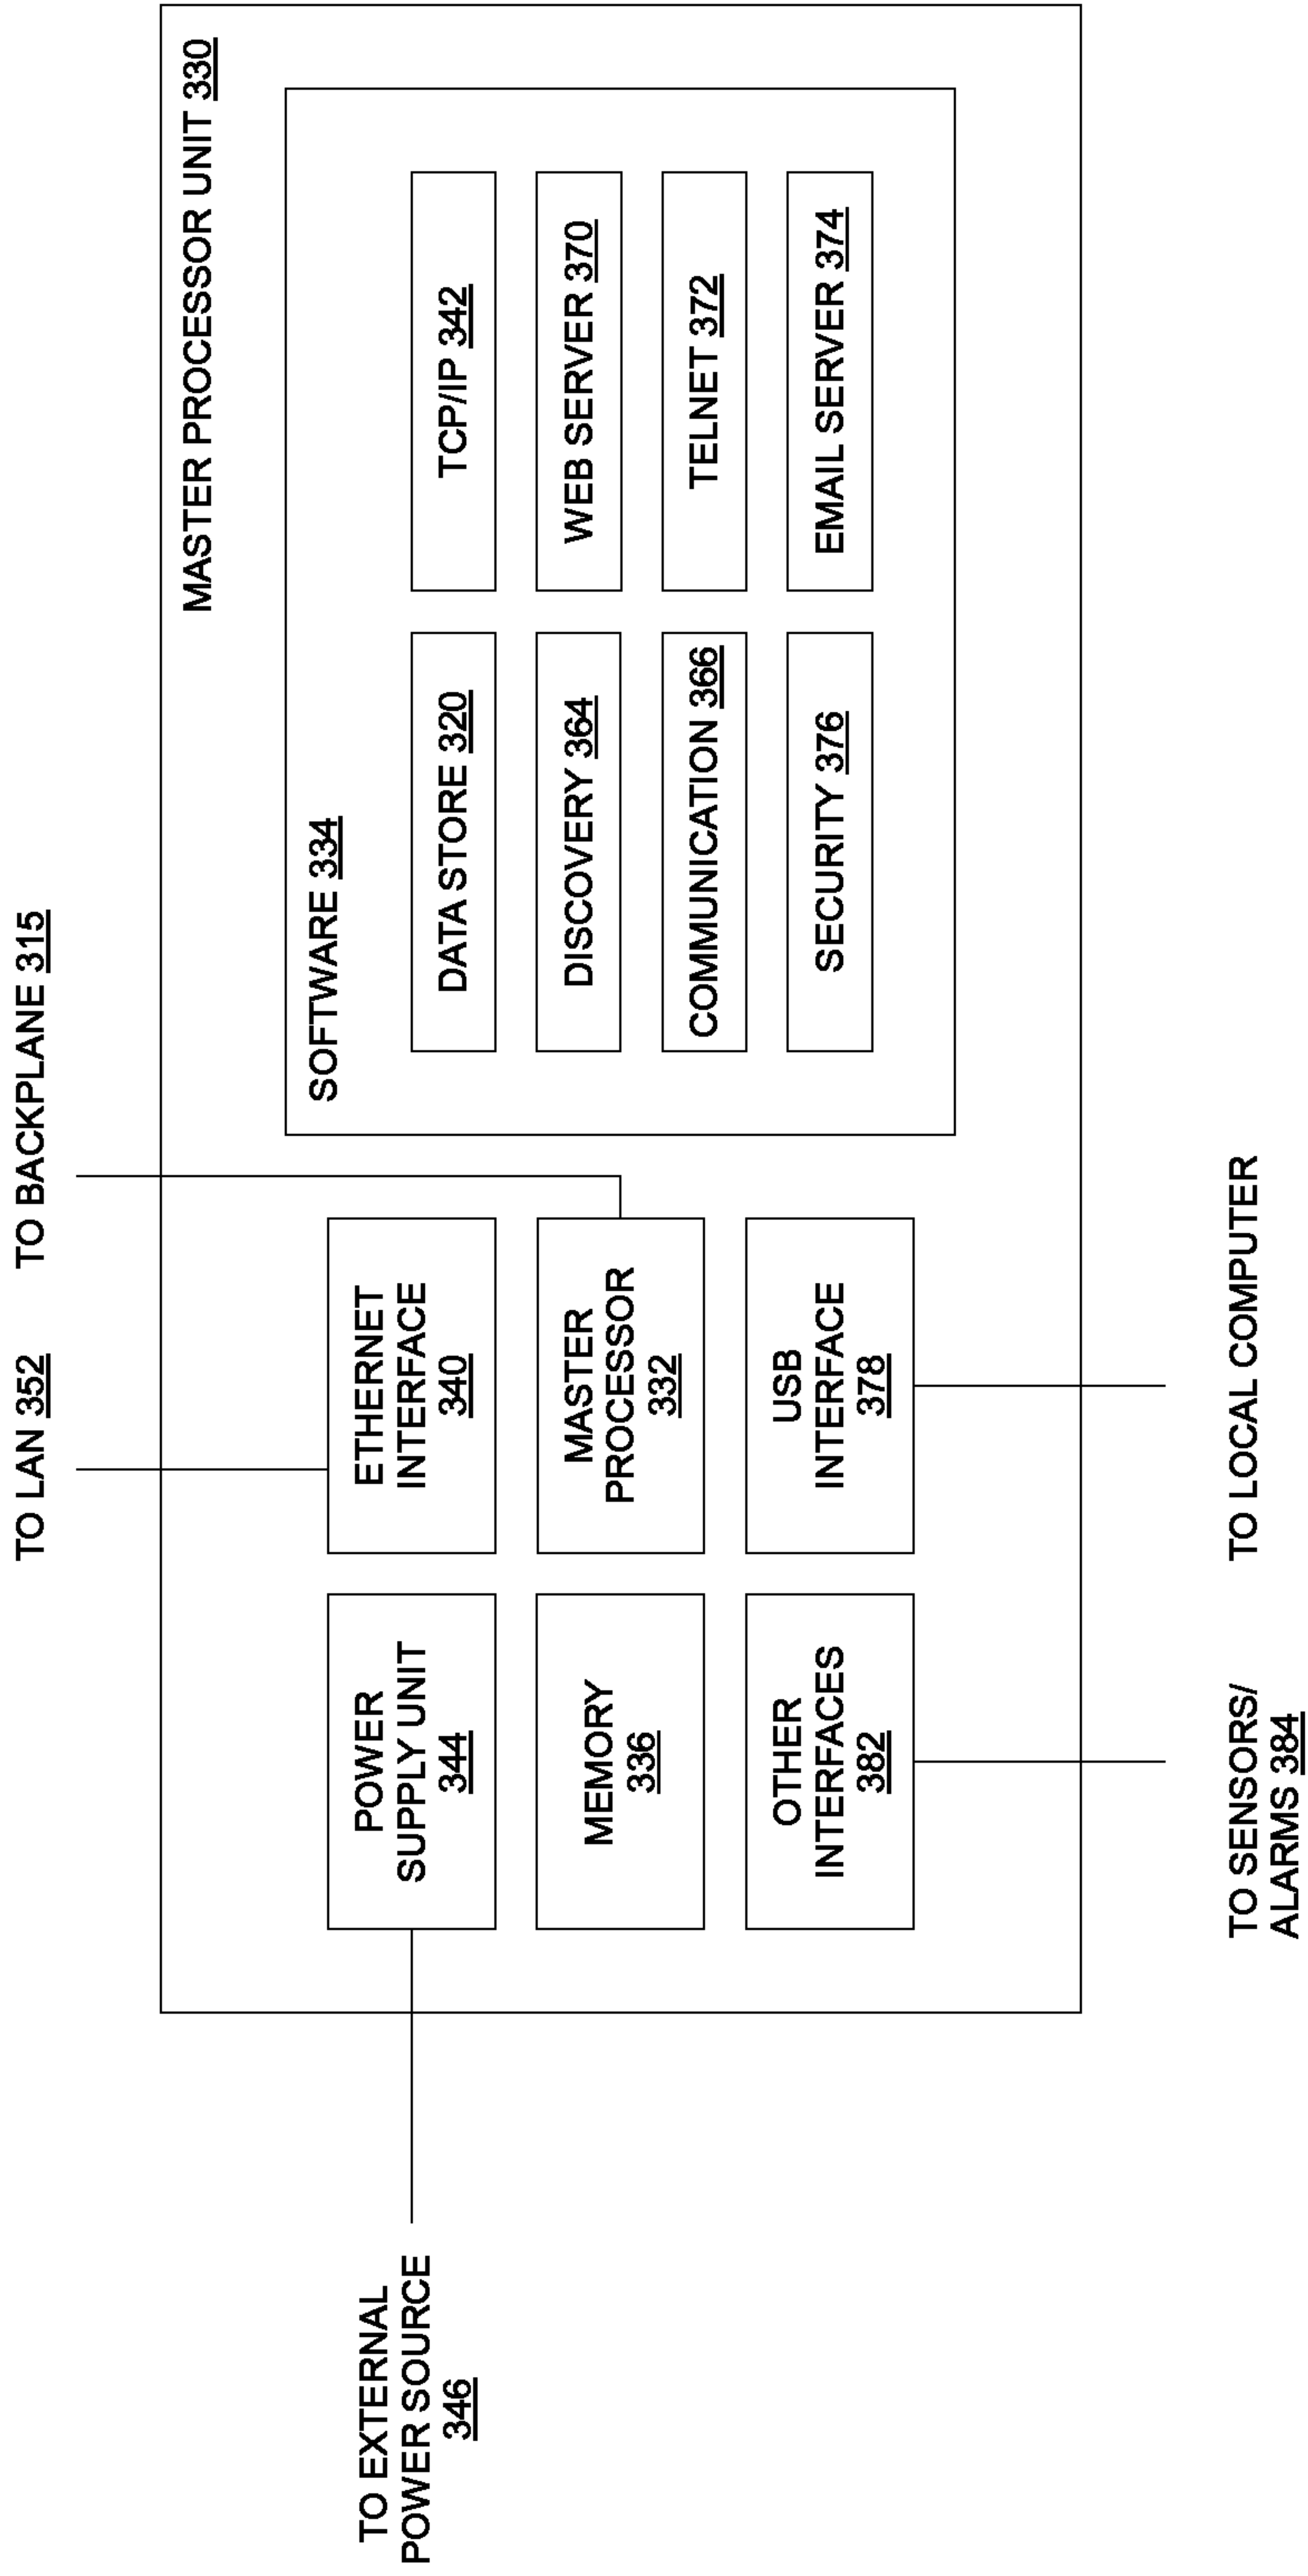 TO LAN 352
TO BACKPLANE 315
MASTER PROCESSOR UNIT 330
TO EXTERNAL
POWER SOURCE
346
POWER
SUPPLY UNIT
344
ETHERNET
INTERFACE
340
MEMORY
336
MASTER
PROCESSOR
332
OTHER
INTERFACES
382
USB
INTERFACE
378
SOFTWARE 334
DATA STORE 320
TCP/IP 342
DISCOVERY 364
WEB SERVER 370
COMMUNICATION 366
TELNET 372
SECURITY 376
EMAIL SERVER 374
TO SENSORS/
ALARMS 384
TO LOCAL COMPUTER